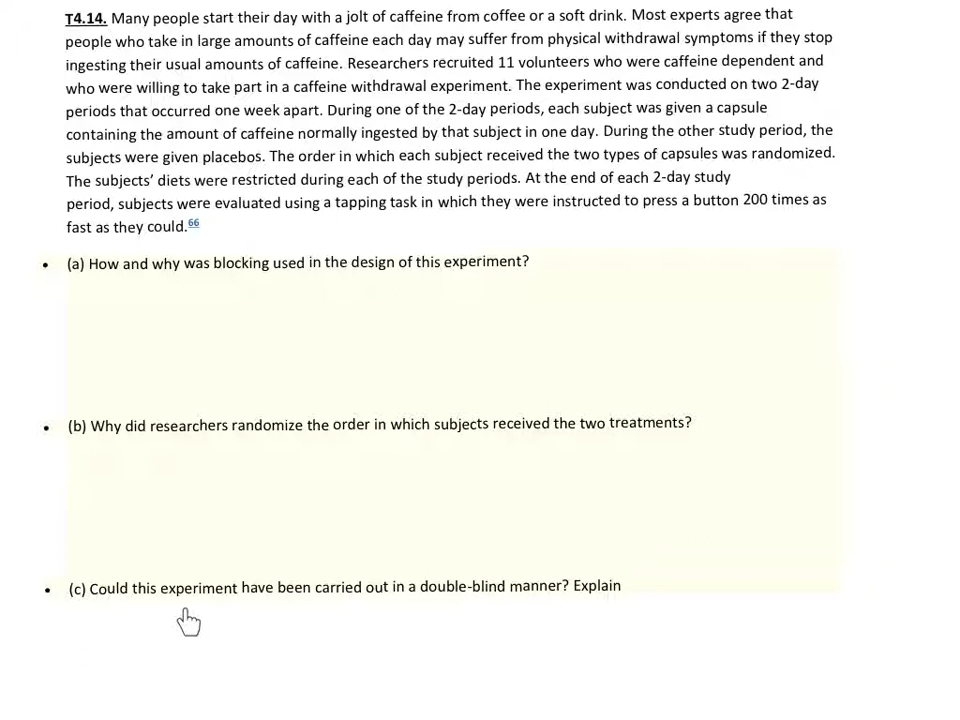 T4.14. Many people start their day with a jolt of caffeine from coffee or a soft drink. Most experts agree that
people who take in large amounts of caffeine each day may suffer from physical withdrawal symptoms if they stop
ingesting their usual amounts of caffeine. Researchers recruited 11 volunteers who were caffeine dependent and
who were willing to take part in a caffeine withdrawal experiment. The experiment was conducted on two 2-day
periods that occurred one week apart. During one of the 2-day periods, each subject was given a capsule
containing the amount of caffeine normally ingested by that subject in one day. During the other study period, the
subjects were given placebos. The order in which each subject received the two types of capsules was randomized.
The subjects' diets were restricted during each of the study periods. At the end of each 2-day study
period, subjects were evaluated using a tapping task in which they were instructed to press a button 200 times as
fast as they could.66
• (a) How and why was blocking used in the design of this experiment?
• (b) Why did researchers randomize the order in which subjects received the two treatments?
• (c) Could this experiment have been carried out in a double-blind manner? Explain